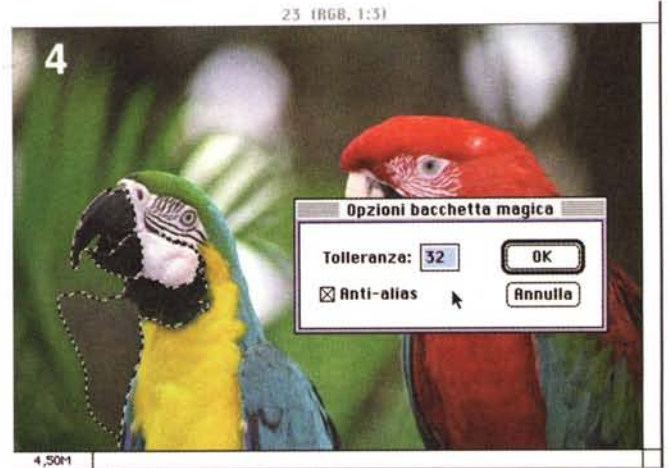 23 (RGB, 1:3)
4
Opzioni bacchetta magica
Tolleranza: 32
OK
Anti-alias
Annulla
4,50M